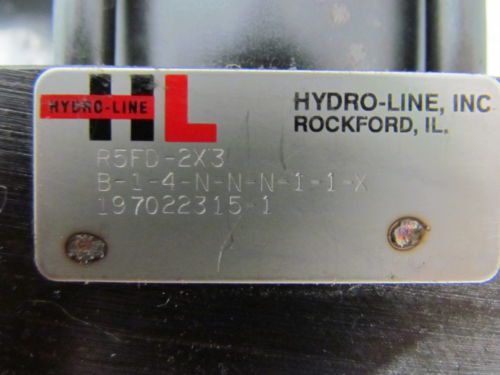 HYDRO-LINE
HL
HYDRO-LINE, INC
ROCKFORD, IL.
R5FD-2X3
B-1-4-N-N-N-1-1-X
197022315-1